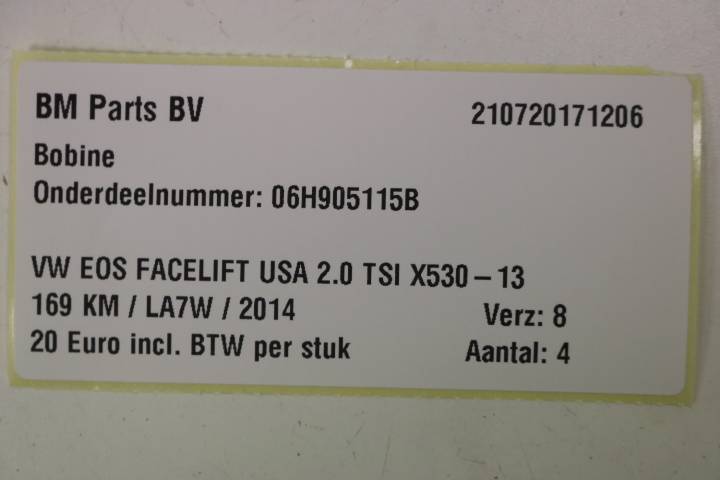 BM Parts BV 210720171206
Bobine
Onderdeelnummer: 06H905115B
VW EOS FACELIFT USA 2.0 TSI X530 – 13
169 KM / LA7W / 2014 Verz: 8
20 Euro incl. BTW per stuk Aantal: 4